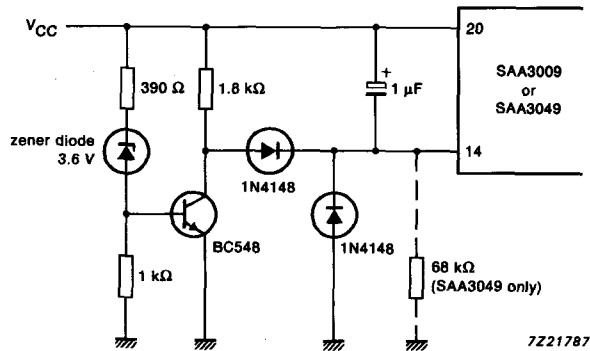 VCC
20
390 Ω
1.8 kΩ
+
1 μF
SAA3009
or
SAA3049
zener diode
3.6 V
14
1N4148
BC548
1N4148
1 kΩ
68 kΩ
(SAA3049 only)
7Z21787